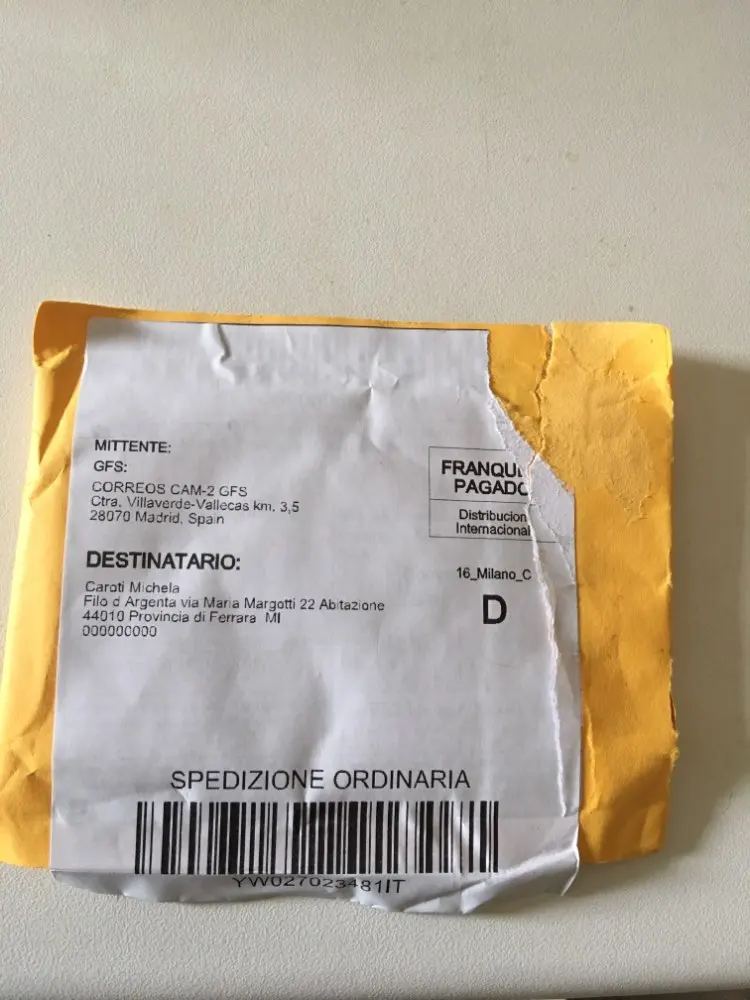 MITTENTE:
GFS:
CORREOS CAM-2 GFS
Ctra. Villaverde-Vallecas km. 3,5
28070 Madrid, Spain
FRANQU
PAGADO
Distribucion
Internacional
DESTINATARIO:
Caroti Michela
Filo d Argenta via Maria Margotti 22 Abitazione
44010 Provincia di Ferrara MI
000000000
16_Milano_C
D
SPEDIZIONE ORDINARIA
YW027023481IT